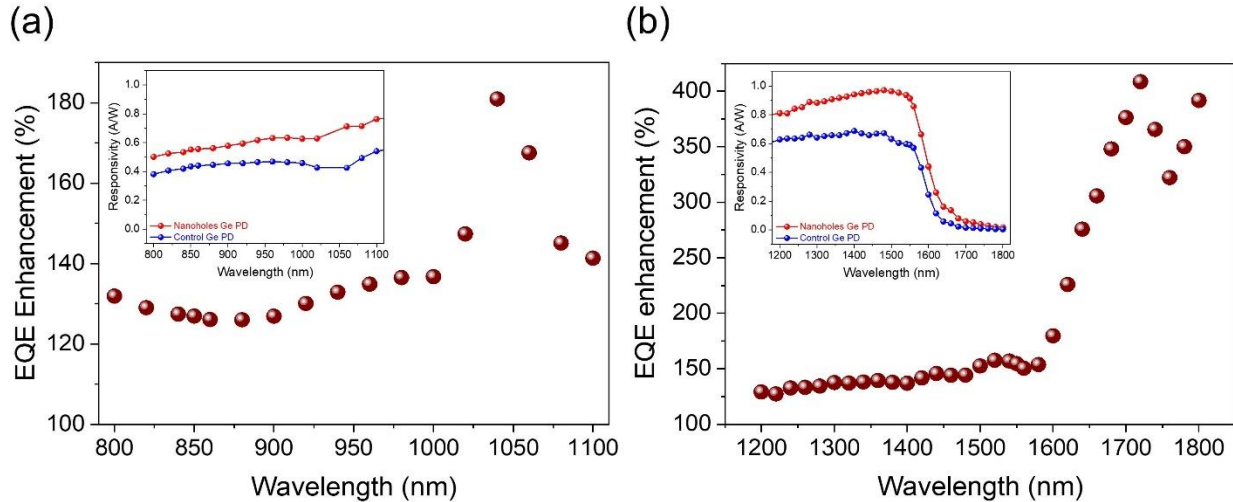 (a)
EQE Enhancement (%)
180
160
140
120
100
800 850 900 950 1000 1050 1100
Wavelength (nm)
Responsivity (A/W)
1.0
0.8
0.6
0.4
0.2
0.0
Nanoholes Ge PD
Control Ge PD
800 850 900 950 1000 1050 1100
Wavelength (nm)
(b)
EQE enhancement (%)
400
350
300
250
200
150
100
1200 1300 1400 1500 1600 1700 1800
Wavelength (nm)
Responsivity (A/W)
1.0
0.8
0.6
0.4
0.2
0.0
Nanoholes Ge PD
Control Ge PD
1200 1300 1400 1500 1600 1700 1800
Wavelength (nm)